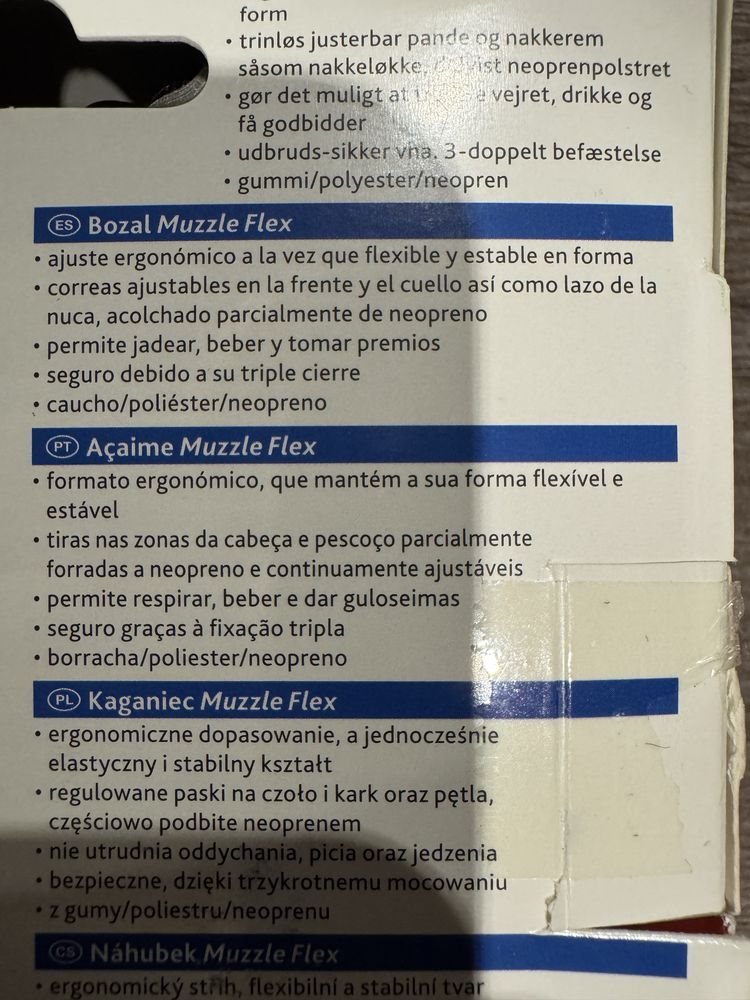 form
• trinløs justerbar pande og nakkerem
såsom nakkeløkke, neoprenpolstret
• gør det muligt at vejret, drikke og
få godbidder
• udbruds-sikker vha. 3-doppelt befæstelse
• gummi/polyester/neopren
ES Bozal Muzzle Flex
• ajuste ergonómico a la vez que flexible y estable en forma
• correas ajustables en la frente y el cuello así como lazo de la
nuca, acolchado parcialmente de neopreno
• permite jadear, beber y tomar premios
• seguro debido a su triple cierre
• caucho/poliéster/neopreno
PT Açaime Muzzle Flex
• formato ergonómico, que mantém a sua forma flexível e
estável
• tiras nas zonas da cabeça e pescoço parcialmente
forradas a neopreno e continuamente ajustáveis
• permite respirar, beber e dar guloseimas
• seguro graças à fixação tripla
• borracha/poliester/neopreno
PL Kaganiec Muzzle Flex
• ergonomiczne dopasowanie, a jednocześnie
elastyczny i stabilny kształt
• regulowane paski na czoło i kark oraz pętla,
częściowo podbite neoprenem
• nie utrudnia oddychania, picia oraz jedzenia
• bezpieczne, dzięki trzykrotnemu mocowaniu
• z gumy/poliestru/neoprenu
CS Náhubek Muzzle Flex
• ergonomický střih, flexibilní a stabilní tvar